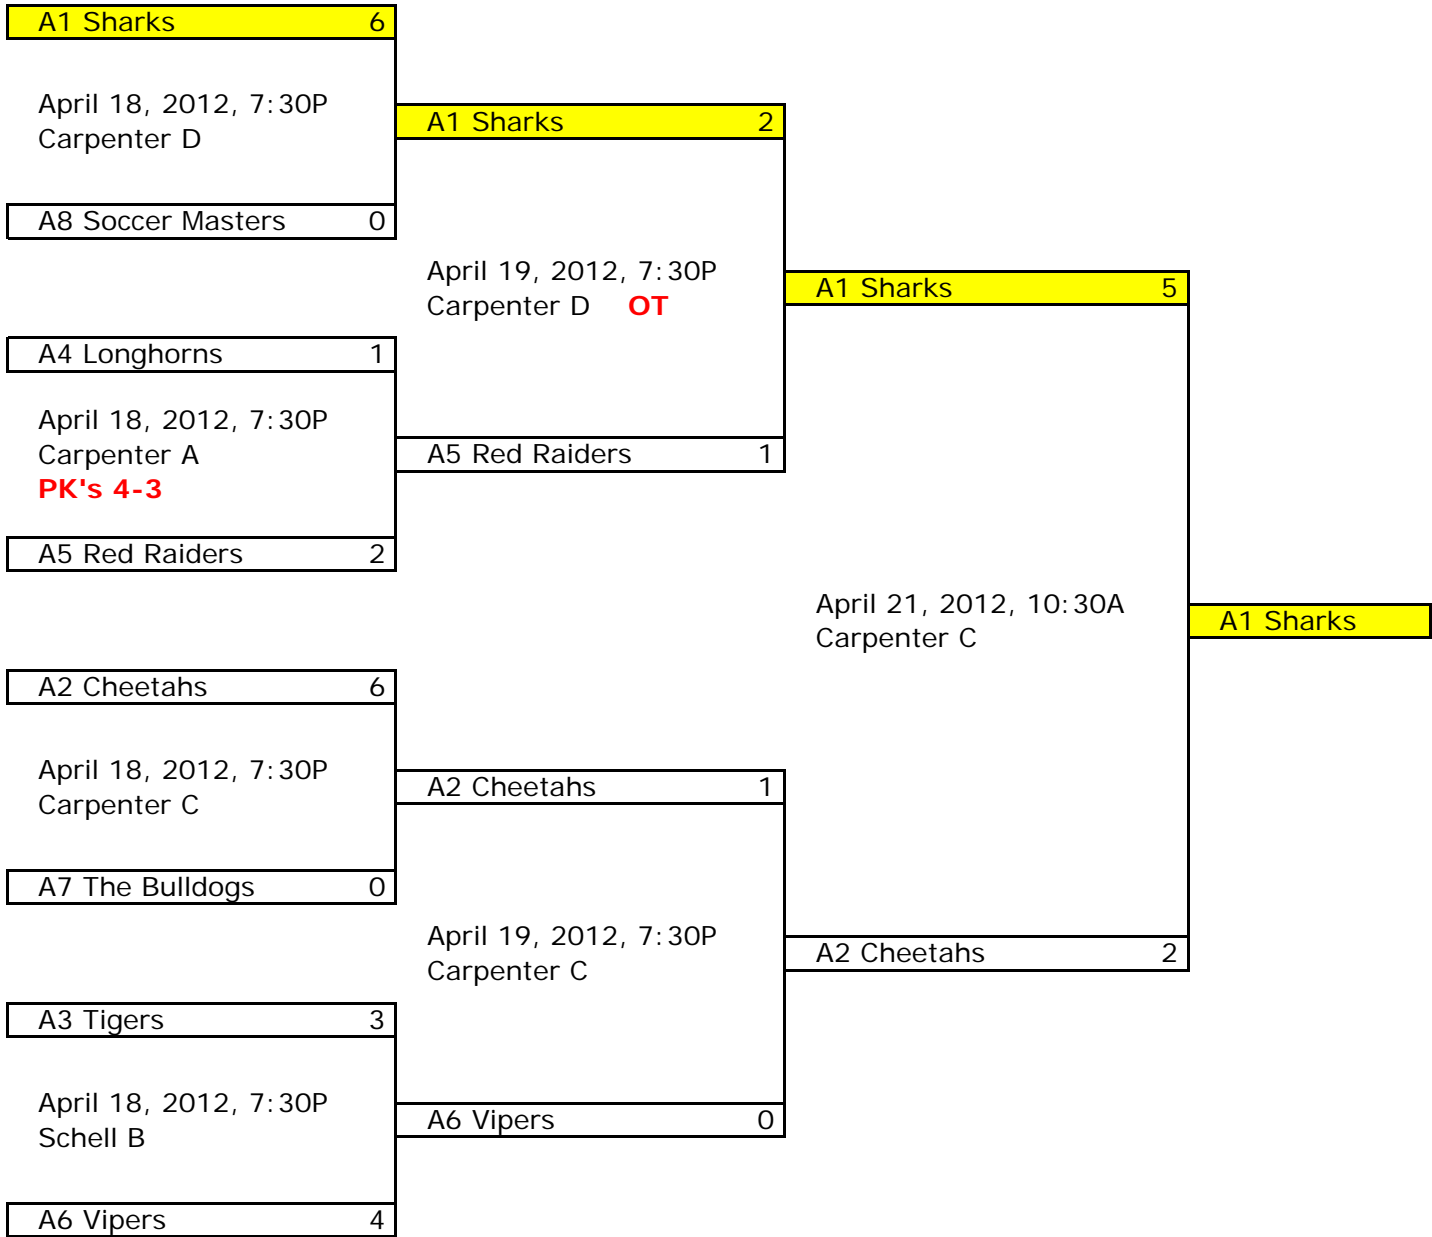 A1 Sharks 6
April 18, 2012, 7:30P
Carpenter D
A8 Soccer Masters 0
A4 Longhorns 1
April 18, 2012, 7:30P
Carpenter A
PK's 4-3
A5 Red Raiders 2
A2 Cheetahs 6
April 18, 2012, 7:30P
Carpenter C
A7 The Bulldogs 0
A3 Tigers 3
April 18, 2012, 7:30P
Schell B
A6 Vipers 4
A1 Sharks 2
April 19, 2012, 7:30P
Carpenter D OT
A5 Red Raiders 1
A2 Cheetahs 1
April 19, 2012, 7:30P
Carpenter C
A6 Vipers 0
A1 Sharks 5
April 21, 2012, 10:30A
Carpenter C
A2 Cheetahs 2
A1 Sharks